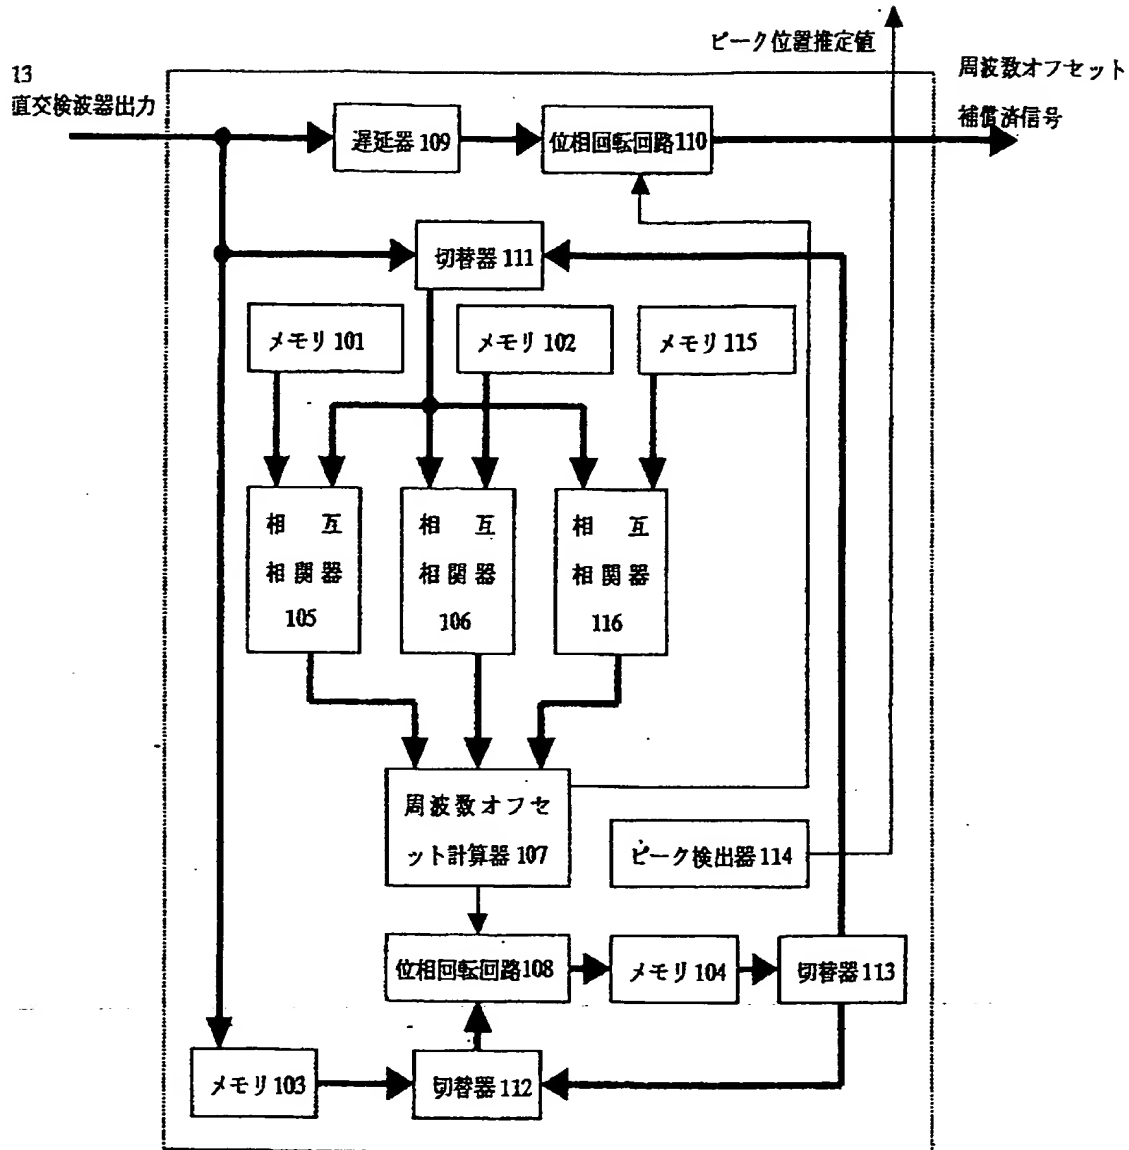 ピーク位置推定値
13
直交検波器出力
周波数オフセット
補償済信号
遅延器 109
位相回転回路 110
切替器 111
メモリ 101
メモリ 102
メモリ 115
相 互
相 関 器
105
相 互
相 関 器
106
相 互
相 関 器
116
周波数オフセ
ット計算器 107
ピーク検出器 114
位相回転回路 108
メモリ 104
切替器 113
メモリ 103
切替器 112